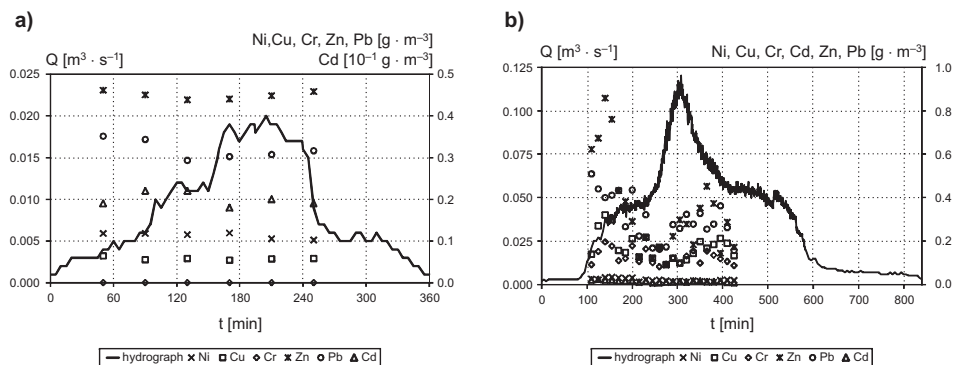 a)
Ni,Cu, Cr, Zn, Pb [g · m⁻³]
Q [m³ · s⁻¹] Cd [10⁻¹ g · m⁻³]
0.025 0.5
0.020 0.4
0.015 0.3
0.010 0.2
0.005 0.1
0.000 0.0
0 60 120 180 240 300 360
t [min]
hydrograph Ni Cu Cr Zn Pb Cd
b)
Q [m³ · s⁻¹] Ni, Cu, Cr, Cd, Zn, Pb [g · m⁻³]
0.125 1.0
0.100 0.8
0.075 0.6
0.050 0.4
0.025 0.2
0.000 0.0
0 100 200 300 400 500 600 700 800
t [min]
hydrograph Ni Cu Cr Zn Pb Cd